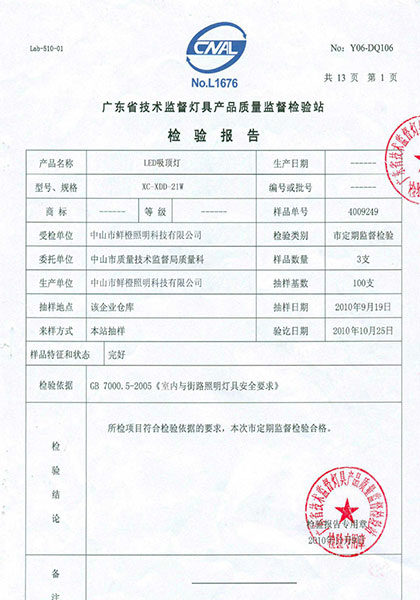 Lab-510-01
CNAL
No: Y06-DQ106
No.L1676
共 13 页 第 1 页
广东省技术监督灯具产品质量监督检验站
检验报告
产品名称 LED吸顶灯 生产日期 ------
型号、规格 XC-XDD-21W 编号或批号 ------
商标 ------ 等级 ------ 样品单号 4009249
受检单位 中山市鲜橙照明科技有限公司 检验类别 市定期监督检验
委托单位 中山市质量技术监督局质量科 样品数量 3支
生产单位 中山市鲜橙照明科技有限公司 抽样基数 100支
抽样地点 该企业仓库 抽样日期 2010年9月19日
来样方式 本站抽样 验讫日期 2010年10月25日
样品特征和状态 完好
检验依据 GB 7000.5-2005《室内与街路照明灯具安全要求》
检验结论
所检项目符合检验依据的要求，本次市定期监督检验合格。
广东省技术监督灯具产品质量监督检验站
检验报告专用章
检验专用章
备注 ------